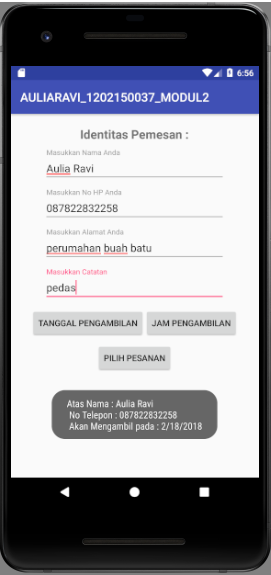 6:56
AULIARAVI_1202150037_MODUL2
Identitas Pemesan :
Masukkan Nama Anda
Aulia Ravi
Masukkan No HP Anda
087822832258
Masukkan Alamat Anda
perumahan buah batu
Masukkan Catatan
pedas
TANGGAL PENGAMBILAN JAM PENGAMBILAN
PILIH PESANAN
Atas Nama : Aulia Ravi
No Telepon : 087822832258
Akan Mengambil pada : 2/18/2018